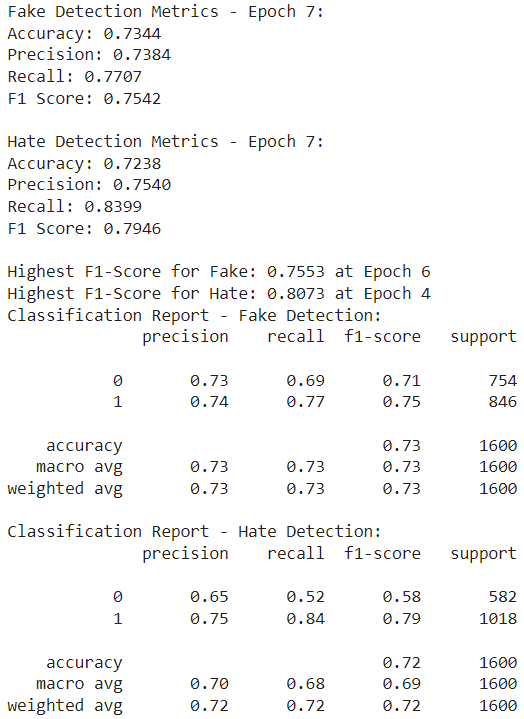 Fake Detection Metrics - Epoch 7:
Accuracy: 0.7344
Precision: 0.7384
Recall: 0.7707
F1 Score: 0.7542
Hate Detection Metrics - Epoch 7:
Accuracy: 0.7238
Precision: 0.7540
Recall: 0.8399
F1 Score: 0.7946
Highest F1-Score for Fake: 0.7553 at Epoch 6
Highest F1-Score for Hate: 0.8073 at Epoch 4
Classification Report - Fake Detection:
precision recall f1-score support
0 0.73 0.69 0.71 754
1 0.74 0.77 0.75 846
accuracy 0.73 1600
macro avg 0.73 0.73 0.73 1600
weighted avg 0.73 0.73 0.73 1600
Classification Report - Hate Detection:
precision recall f1-score support
0 0.65 0.52 0.58 582
1 0.75 0.84 0.79 1018
accuracy 0.72 1600
macro avg 0.70 0.68 0.69 1600
weighted avg 0.72 0.72 0.72 1600